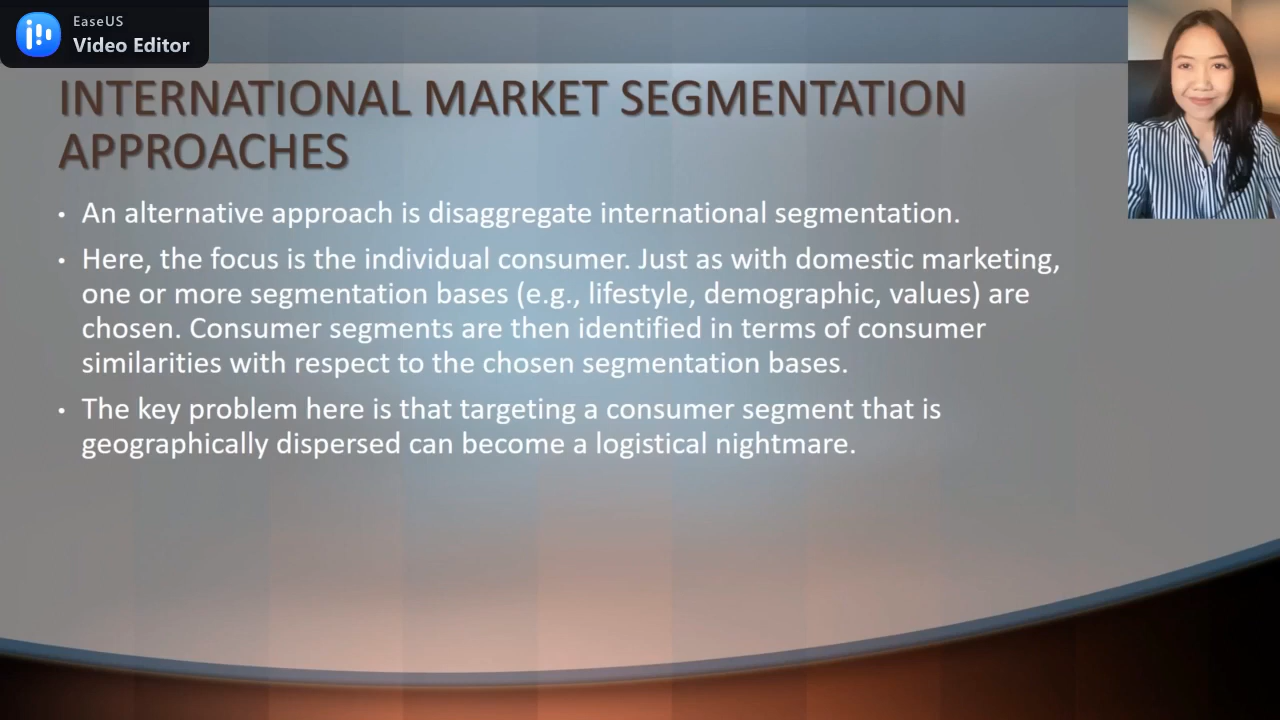 EaseUS
Video Editor
INTERNATIONAL MARKET SEGMENTATION
APPROACHES
• An alternative approach is disaggregate international segmentation.
• Here, the focus is the individual consumer. Just as with domestic marketing,
one or more segmentation bases (e.g., lifestyle, demographic, values) are
chosen. Consumer segments are then identified in terms of consumer
similarities with respect to the chosen segmentation bases.
• The key problem here is that targeting a consumer segment that is
geographically dispersed can become a logistical nightmare.